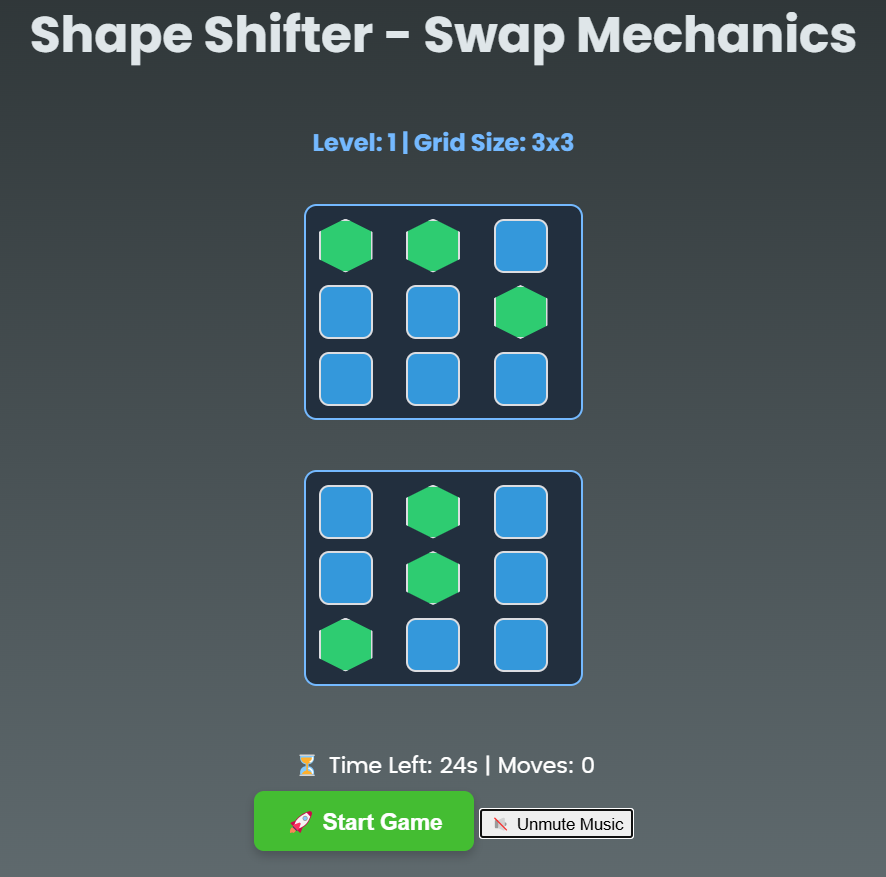 Shape Shifter - Swap Mechanics
Level: 1 | Grid Size: 3x3
⏳ Time Left: 24s | Moves: 0
🚀 Start Game
🔇 Unmute Music